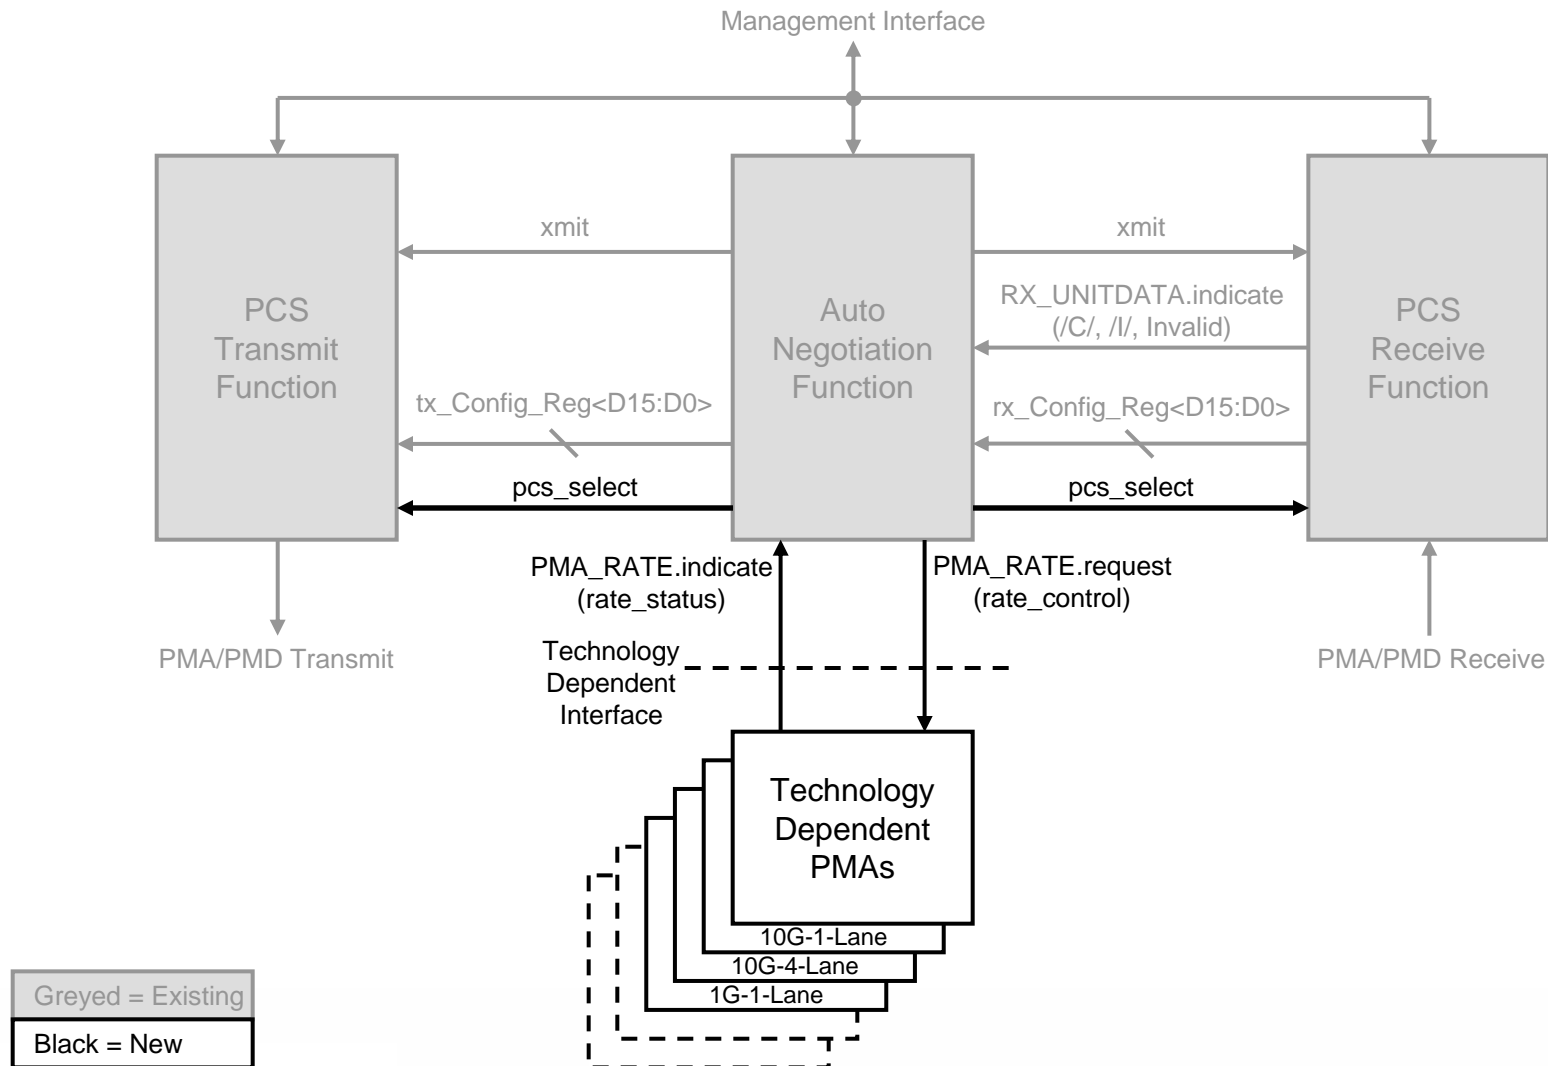 Management Interface
xmit
xmit
PCS
Transmit
Function
Auto
Negotiation
Function
RX_UNITDATA.indicate
(/C/, /I/, Invalid)
PCS
Receive
Function
tx_Config_Reg<D15:D0>
rx_Config_Reg<D15:D0>
pcs_select
pcs_select
PMA_RATE.indicate
(rate_status)
PMA_RATE.request
(rate_control)
PMA/PMD Transmit
Technology
Dependent
Interface
PMA/PMD Receive
Technology
Dependent
PMAs
10G-1-Lane
10G-4-Lane
1G-1-Lane
Greyed = Existing
Black = New